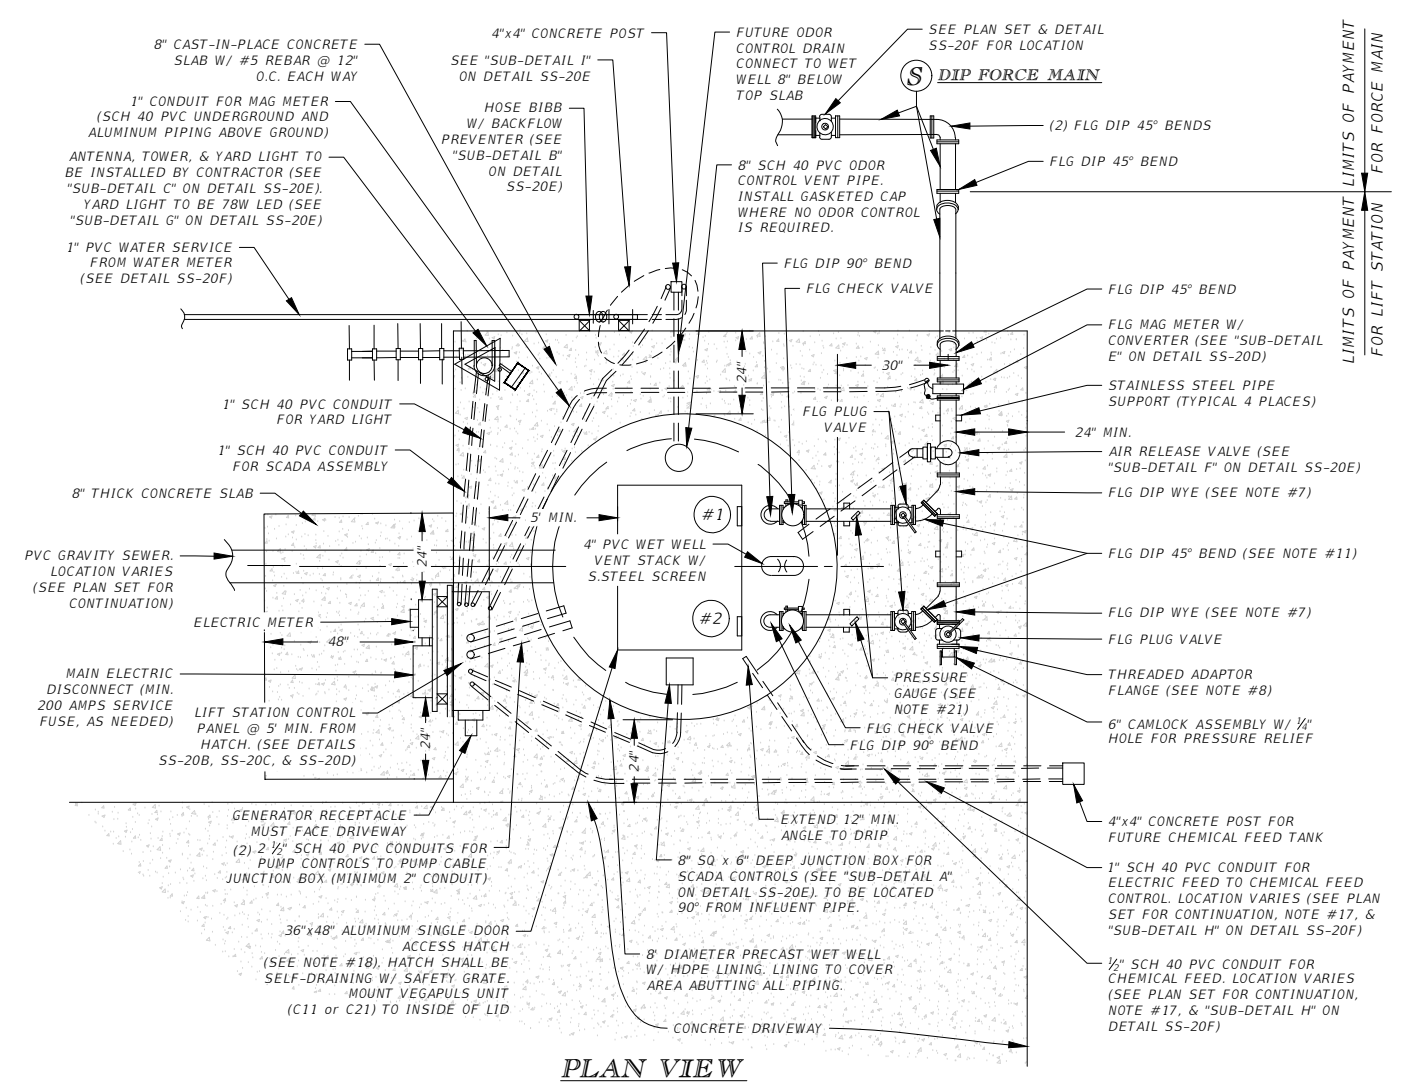 8" CAST-IN-PLACE CONCRETE
SLAB W/ #5 REBAR @ 12"
O.C. EACH WAY
1" CONDUIT FOR MAG METER
(SCH 40 PVC UNDERGROUND AND
ALUMINUM PIPING ABOVE GROUND)
ANTENNA, TOWER, & YARD LIGHT TO
BE INSTALLED BY CONTRACTOR (SEE
"SUB-DETAIL C" ON DETAIL SS-20E).
YARD LIGHT TO BE 78W LED (SEE
"SUB-DETAIL G" ON DETAIL SS-20E)
1" PVC WATER SERVICE
FROM WATER METER
(SEE DETAIL SS-20F)
4"x4" CONCRETE POST
SEE "SUB-DETAIL I"
ON DETAIL SS-20E
HOSE BIBB
W/ BACKFLOW
PREVENTER (SEE
"SUB-DETAIL B"
ON DETAIL
SS-20E)
FUTURE ODOR
CONTROL DRAIN
CONNECT TO WET
WELL 8" BELOW
TOP SLAB
8" SCH 40 PVC ODOR
CONTROL VENT PIPE.
INSTALL GASKETED CAP
WHERE NO ODOR CONTROL
IS REQUIRED.
SEE PLAN SET & DETAIL
SS-20F FOR LOCATION
S DIP FORCE MAIN
(2) FLG DIP 45° BENDS
FLG DIP 45° BEND
LIMITS OF PAYMENT
FOR FORCE MAIN
LIMITS OF PAYMENT
FOR LIFT STATION
FLG DIP 90° BEND
FLG CHECK VALVE
FLG DIP 45° BEND
FLG MAG METER W/
CONVERTER (SEE "SUB-DETAIL
E" ON DETAIL SS-20D)
STAINLESS STEEL PIPE
SUPPORT (TYPICAL 4 PLACES)
24" MIN.
AIR RELEASE VALVE (SEE
"SUB-DETAIL F" ON DETAIL SS-20E)
FLG DIP WYE (SEE NOTE #7)
FLG DIP 45° BEND (SEE NOTE #11)
FLG DIP WYE (SEE NOTE #7)
FLG PLUG VALVE
THREADED ADAPTOR
FLANGE (SEE NOTE #8)
6" CAMLOCK ASSEMBLY W/ ¼"
HOLE FOR PRESSURE RELIEF
24"
30"
FLG PLUG
VALVE
1" SCH 40 PVC CONDUIT
FOR YARD LIGHT
1" SCH 40 PVC CONDUIT
FOR SCADA ASSEMBLY
8" THICK CONCRETE SLAB
PVC GRAVITY SEWER.
LOCATION VARIES
(SEE PLAN SET FOR
CONTINUATION)
24"
5' MIN.
#1
4" PVC WET WELL
VENT STACK W/
S.STEEL SCREEN
#2
ELECTRIC METER
48"
MAIN ELECTRIC
DISCONNECT (MIN.
200 AMPS SERVICE
FUSE, AS NEEDED)
LIFT STATION CONTROL
PANEL @ 5' MIN. FROM
HATCH. (SEE DETAILS
SS-20B, SS-20C, & SS-20D)
24"
24"
PRESSURE
GAUGE (SEE
NOTE #21)
FLG CHECK VALVE
FLG DIP 90° BEND
GENERATOR RECEPTACLE
MUST FACE DRIVEWAY
(2) 2 ½" SCH 40 PVC CONDUITS FOR
PUMP CONTROLS TO PUMP CABLE
JUNCTION BOX (MINIMUM 2" CONDUIT)
EXTEND 12" MIN.
ANGLE TO DRIP
8" SQ x 6" DEEP JUNCTION BOX FOR
SCADA CONTROLS (SEE "SUB-DETAIL A"
ON DETAIL SS-20E). TO BE LOCATED
90° FROM INFLUENT PIPE.
4"x4" CONCRETE POST FOR
FUTURE CHEMICAL FEED TANK
1" SCH 40 PVC CONDUIT FOR
ELECTRIC FEED TO CHEMICAL FEED
CONTROL. LOCATION VARIES (SEE PLAN
SET FOR CONTINUATION, NOTE #17, &
"SUB-DETAIL H" ON DETAIL SS-20F)
36"x48" ALUMINUM SINGLE DOOR
ACCESS HATCH
(SEE NOTE #18), HATCH SHALL BE
SELF-DRAINING W/ SAFETY GRATE.
MOUNT VEGAPULS UNIT
(C11 or C21) TO INSIDE OF LID
8' DIAMETER PRECAST WET WELL
W/ HDPE LINING. LINING TO COVER
AREA ABUTTING ALL PIPING.
½" SCH 40 PVC CONDUIT FOR
CHEMICAL FEED. LOCATION VARIES
(SEE PLAN SET FOR CONTINUATION,
NOTE #17, & "SUB-DETAIL H" ON
DETAIL SS-20F)
CONCRETE DRIVEWAY
PLAN VIEW